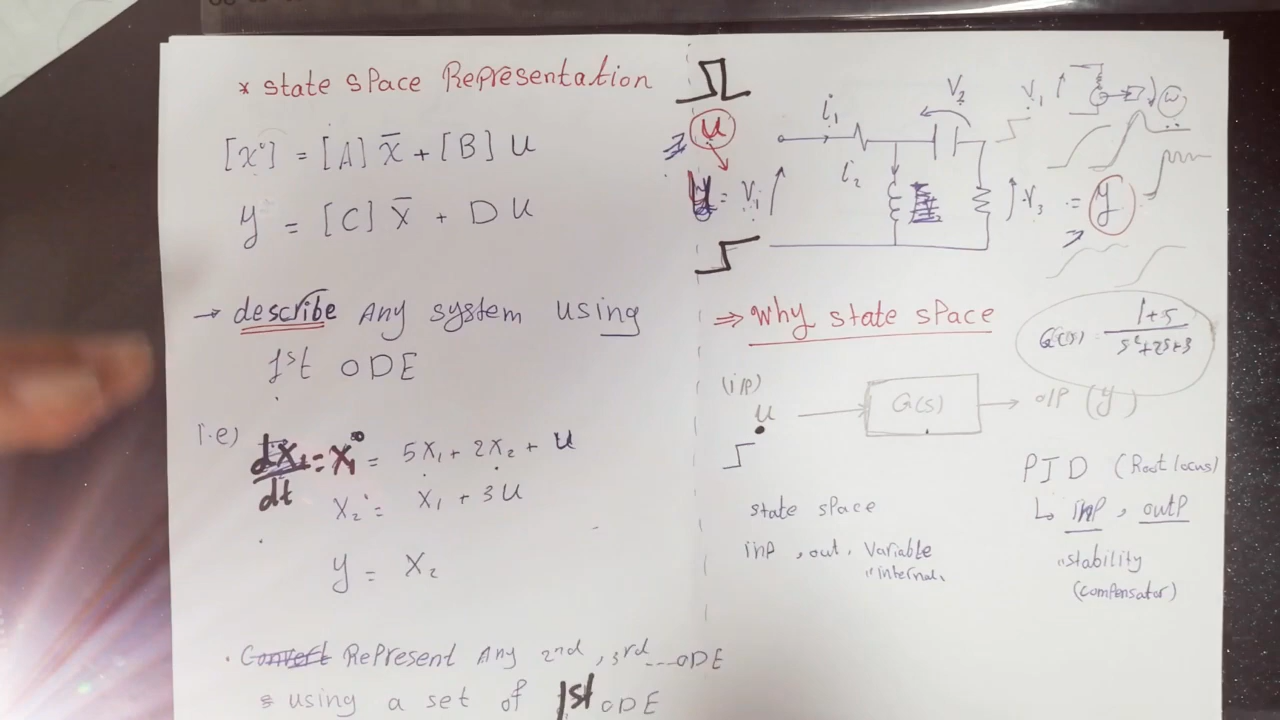 * state space Representation
[x°] = [A] x̄ + [B] u
y = [C] x̄ + D u
→ describe Any system using
1st ODE
i.e)
dx₁/dt = x₁° = 5x₁ + 2x₂ + u
x₂° = x₁ + 3u
y = x₂
. Convert Represent Any 2nd, 3rd ... ODE
using a set of 1st ODE
u
i₁
V₂
V₁
ω
i₂
= V₁
V₃ = y
⇒ Why state space
G(s) = 1+s / s²+2s+3
(i/p)
u → G(s) → o/p (y)
PID (Root locus)
↳ inp, outp
"stability
(compensator)
state space
inp, out, Variable
"internal"